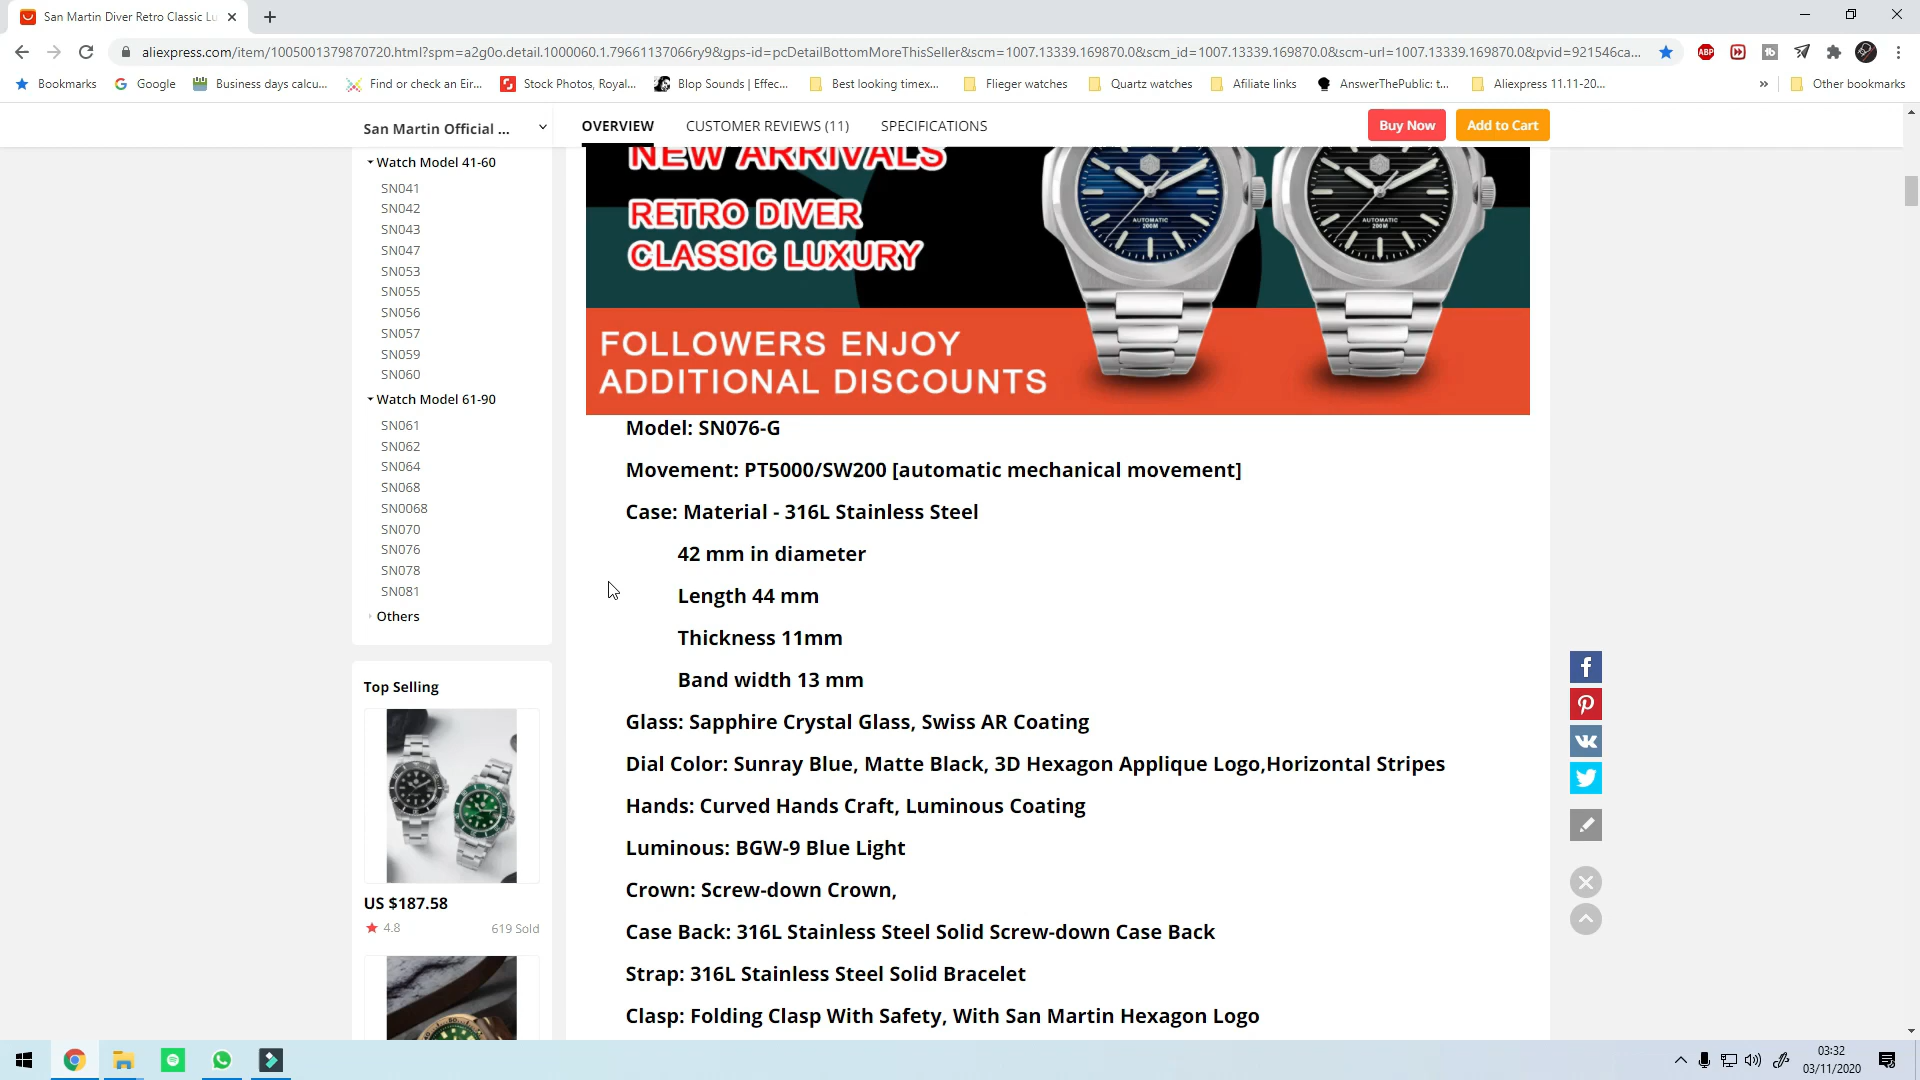 San Martin Diver Retro Classic Lu
aliexpress.com/item/1005001379870720.html?spm=a2g0o.detail.1000060.1.79661137066ry9&gps-id=pcDetailBottomMoreThisSeller&scm=1007.13339.169870.0&scm_id=1007.13339.169870.0&scm-url=1007.13339.169870.0&pvid=921546ca...
ABP
Bookmarks Google Business days calcu... Find or check an Eir... Stock Photos, Royal... Blop Sounds | Effec... Best looking timex... Flieger watches Quartz watches Afiliate links AnswerThePublic: t... Aliexpress 11.11-20... » Other bookmarks
San Martin Official ... OVERVIEW CUSTOMER REVIEWS (11) SPECIFICATIONS Buy Now Add to Cart
Watch Model 41-60
SN041
SN042
SN043
SN047
SN053
SN055
SN056
SN057
SN059
SN060
Watch Model 61-90
SN061
SN062
SN064
SN068
SN0068
SN070
SN076
SN078
SN081
Others
Top Selling
US $187.58
4.8 619 Sold
NEW ARRIVALS
RETRO DIVER
CLASSIC LUXURY
AUTOMATIC
200M
AUTOMATIC
200M
FOLLOWERS ENJOY
ADDITIONAL DISCOUNTS
Model: SN076-G
Movement: PT5000/SW200 [automatic mechanical movement]
Case: Material - 316L Stainless Steel
42 mm in diameter
Length 44 mm
Thickness 11mm
Band width 13 mm
Glass: Sapphire Crystal Glass, Swiss AR Coating
Dial Color: Sunray Blue, Matte Black, 3D Hexagon Applique Logo,Horizontal Stripes
Hands: Curved Hands Craft, Luminous Coating
Luminous: BGW-9 Blue Light
Crown: Screw-down Crown,
Case Back: 316L Stainless Steel Solid Screw-down Case Back
Strap: 316L Stainless Steel Solid Bracelet
Clasp: Folding Clasp With Safety, With San Martin Hexagon Logo
03:32
03/11/2020